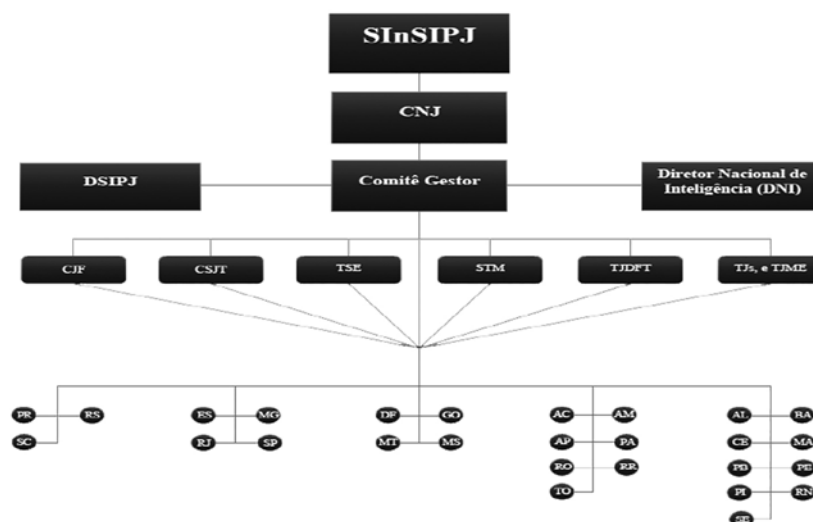 SInSIPJ
CNJ
DSIPJ
Comitê Gestor
Diretor Nacional de
Inteligência (DNI)
CJF
CSJT
TSE
STM
TJDFT
TJs, e TJME
PR
RS
ES
MG
DF
GO
AC
AM
AL
BA
SC
RJ
SP
MT
MS
AP
PA
CE
MA
RO
RR
PB
PE
TO
PI
RN
SE